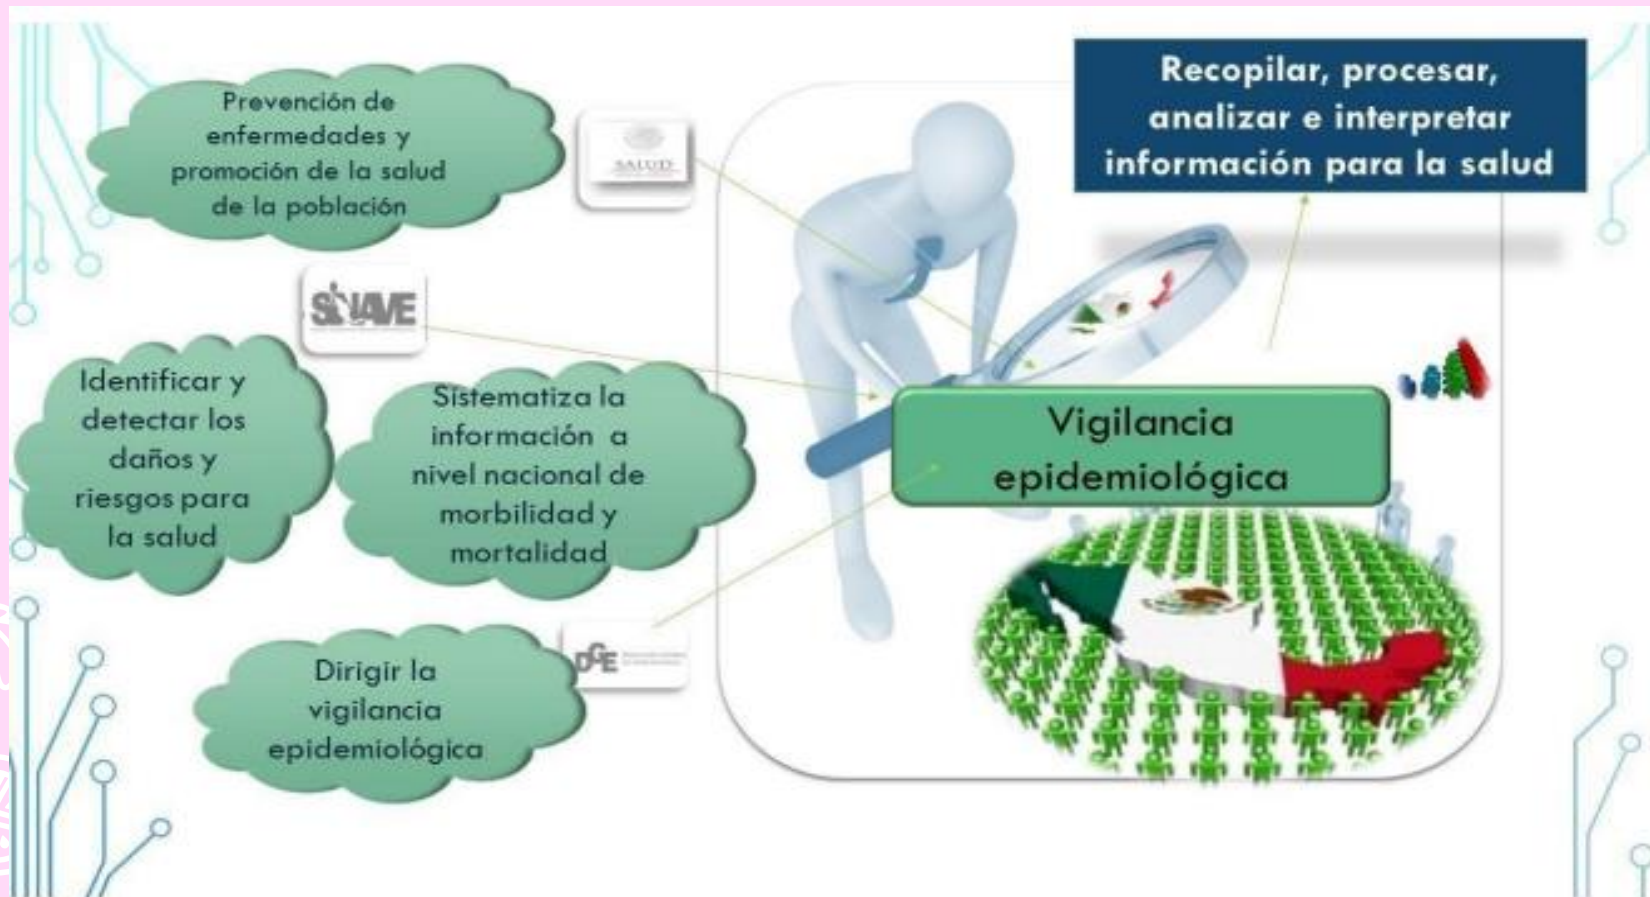 Prevención de
enfermedades y
promoción de la salud
de la población
SALUD
Recopilar, procesar,
analizar e interpretar
información para la salud
SINAVE
Identificar y
detectar los
daños y
riesgos para
la salud
Sistematiza la
información a
nivel nacional de
morbilidad y
mortalidad
Vigilancia
epidemiológica
Dirigir la
vigilancia
epidemiológica
DGE